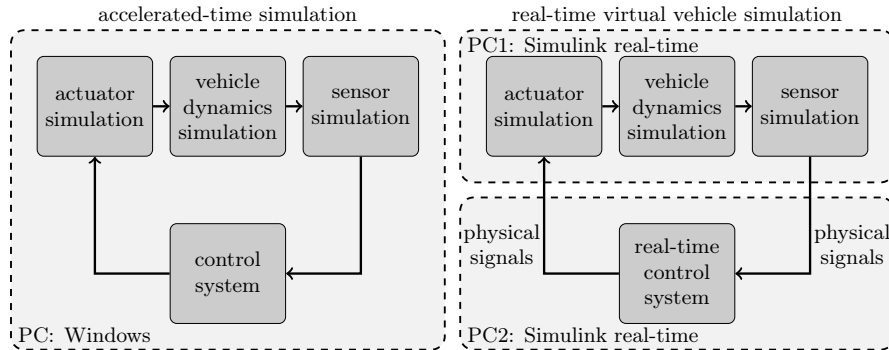 accelerated-time simulation
actuator
simulation
vehicle
dynamics
simulation
sensor
simulation
control
system
PC: Windows
real-time virtual vehicle simulation
PC1: Simulink real-time
actuator
simulation
vehicle
dynamics
simulation
sensor
simulation
physical
signals
real-time
control
system
physical
signals
PC2: Simulink real-time